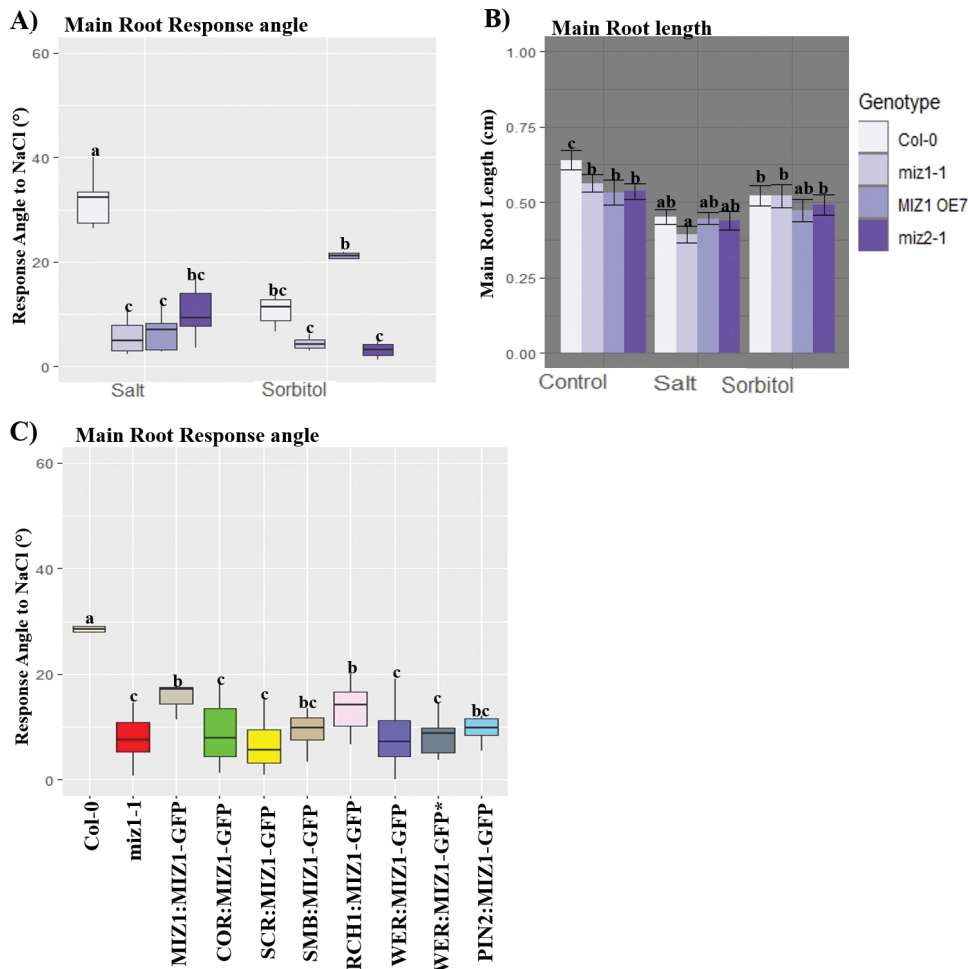 A) Main Root Response angle
Response Angle to NaCl (°)
60
40
20
0
a
c
c
bc
bc
c
b
c
Salt
Sorbitol
B) Main Root length
Main Root Length (cm)
1.00
0.75
0.50
0.25
0.00
c
b
b
b
ab
a
ab
ab
b
b
ab
b
Control
Salt
Sorbitol
Genotype
Col-0
miz1-1
MIZ1 OE7
miz2-1
C) Main Root Response angle
Response Angle to NaCl (°)
60
40
20
0
a
c
b
c
c
bc
b
c
c
bc
Col-0
miz1-1
MIZ1:MIZ1-GFP
COR:MIZ1-GFP
SCR:MIZ1-GFP
SMB:MIZ1-GFP
RCH1:MIZ1-GFP
WER:MIZ1-GFP
WER:MIZ1-GFP*
PIN2:MIZ1-GFP